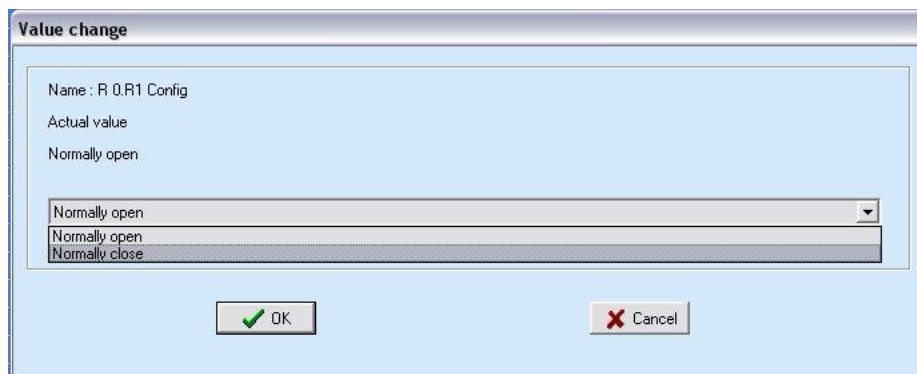 Value change
Name : R 0.R1 Config
Actual value
Normally open
Normally open
Normally open
Normally close
OK
Cancel